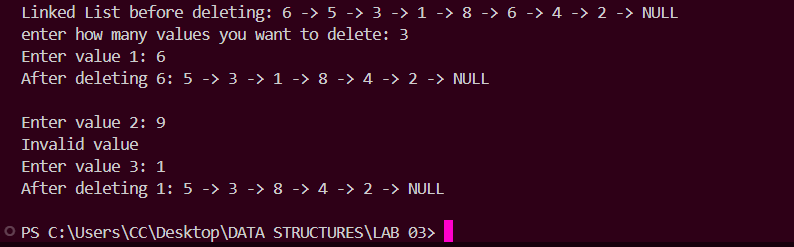 Linked List before deleting: 6 -> 5 -> 3 -> 1 -> 8 -> 6 -> 4 -> 2 -> NULL
enter how many values you want to delete: 3
Enter value 1: 6
After deleting 6: 5 -> 3 -> 1 -> 8 -> 4 -> 2 -> NULL
Enter value 2: 9
Invalid value
Enter value 3: 1
After deleting 1: 5 -> 3 -> 8 -> 4 -> 2 -> NULL
PS C:\Users\CC\Desktop\DATA STRUCTURES\LAB 03>